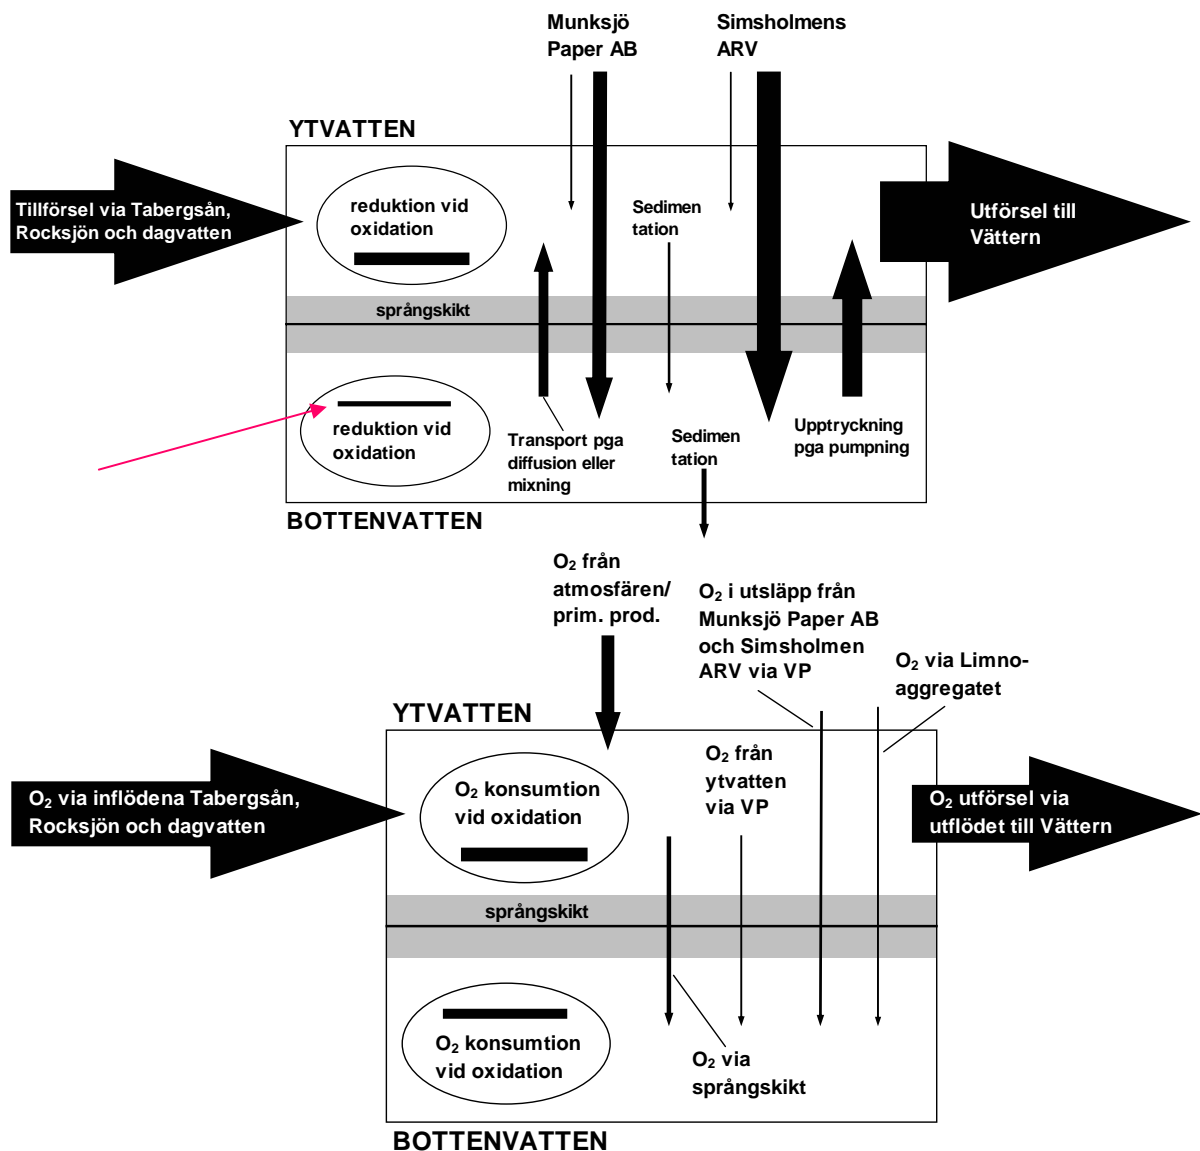 Munksjö
Paper AB
Simsholmens
ARV
YTVATTEN
Tillförsel via Tabergsån,
Rocksjön och dagvatten
reduktion vid
oxidation
Sedimen
tation
Utförsel till
Vättern
språngskikt
reduktion vid
oxidation
Transport pga
diffusion eller
mixning
Sedimen
tation
Upptryckning
pga pumpning
BOTTENVATTEN
O₂ från
atmosfären/
prim. prod.
O₂ i utsläpp från
Munksjö Paper AB
och Simsholmen
ARV via VP
O₂ via Limno-
aggregatet
YTVATTEN
O₂ via inflödena Tabergsån,
Rocksjön och dagvatten
O₂ konsumtion
vid oxidation
O₂ från
ytvatten
via VP
O₂ utförsel via
utflödet till Vättern
språngskikt
O₂ konsumtion
vid oxidation
O₂ via
språngskikt
BOTTENVATTEN